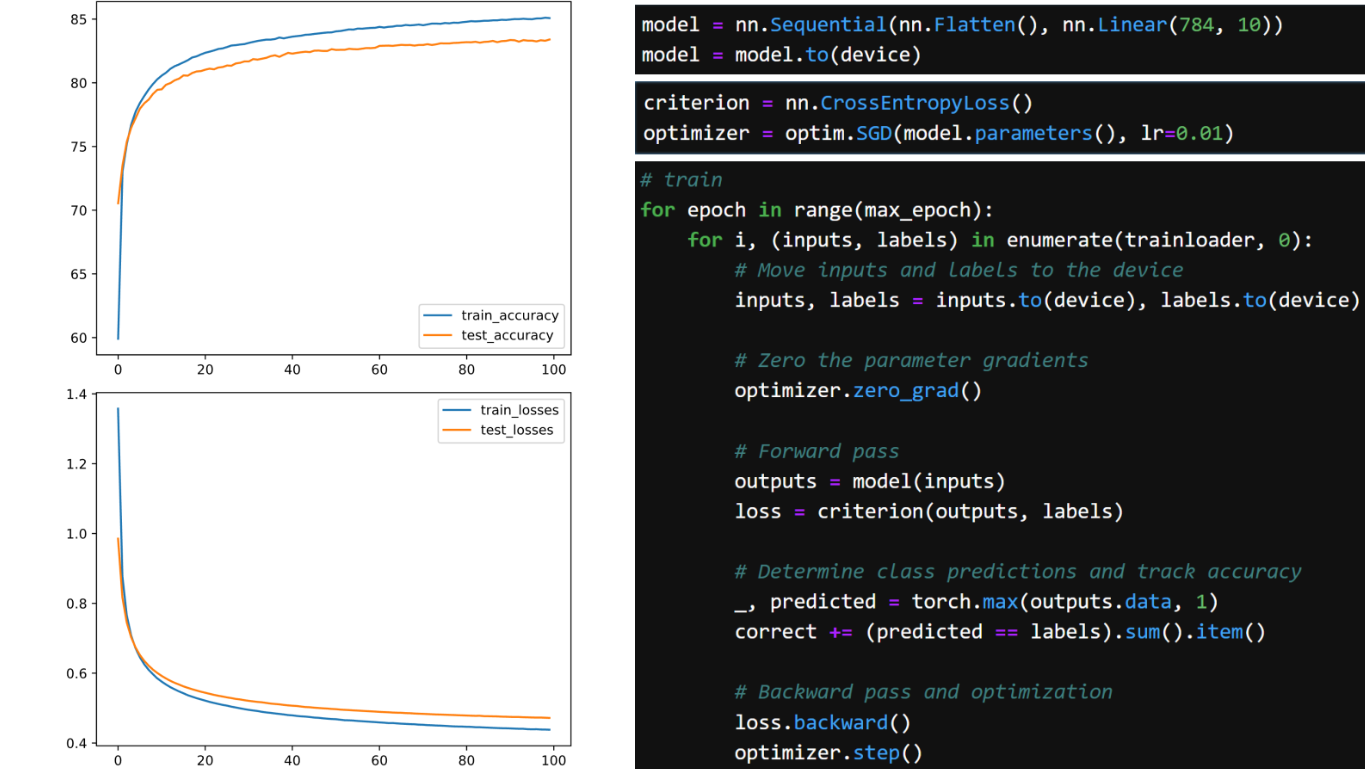 85
80
75
70
65
60
train_accuracy
test_accuracy
0 20 40 60 80 100
1.4
1.2
1.0
0.8
0.6
0.4
train_losses
test_losses
0 20 40 60 80 100
model = nn.Sequential(nn.Flatten(), nn.Linear(784, 10))
model = model.to(device)
criterion = nn.CrossEntropyLoss()
optimizer = optim.SGD(model.parameters(), lr=0.01)
# train
for epoch in range(max_epoch):
    for i, (inputs, labels) in enumerate(trainloader, 0):
        # Move inputs and labels to the device
        inputs, labels = inputs.to(device), labels.to(device)
        # Zero the parameter gradients
        optimizer.zero_grad()
        # Forward pass
        outputs = model(inputs)
        loss = criterion(outputs, labels)
        # Determine class predictions and track accuracy
        _, predicted = torch.max(outputs.data, 1)
        correct += (predicted == labels).sum().item()
        # Backward pass and optimization
        loss.backward()
        optimizer.step()